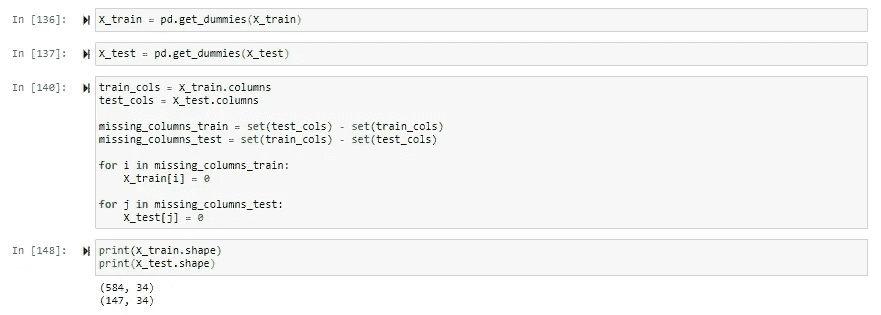 In [136]: X_train = pd.get_dummies(X_train)
In [137]: X_test = pd.get_dummies(X_test)
In [140]: train_cols = X_train.columns
test_cols = X_test.columns
missing_columns_train = set(test_cols) - set(train_cols)
missing_columns_test = set(train_cols) - set(test_cols)
for i in missing_columns_train:
    X_train[i] = 0
for j in missing_columns_test:
    X_test[j] = 0
In [148]: print(X_train.shape)
print(X_test.shape)
(584, 34)
(147, 34)